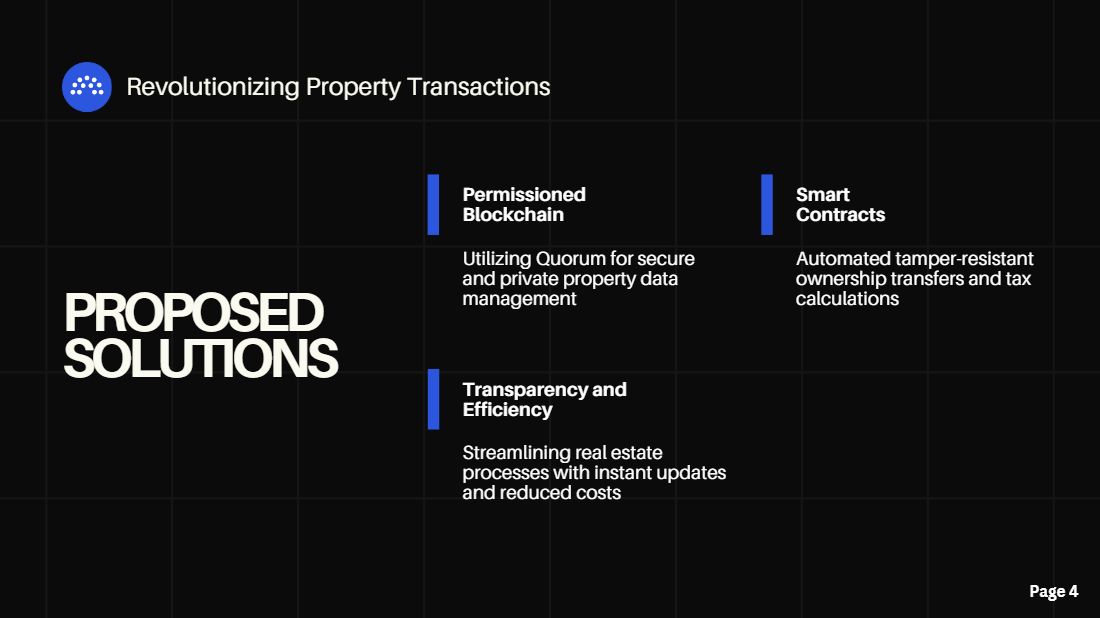 Revolutionizing Property Transactions
PROPOSED
SOLUTIONS
Permissioned
Blockchain
Utilizing Quorum for secure
and private property data
management
Smart
Contracts
Automated tamper-resistant
ownership transfers and tax
calculations
Transparency and
Efficiency
Streamlining real estate
processes with instant updates
and reduced costs
Page 4